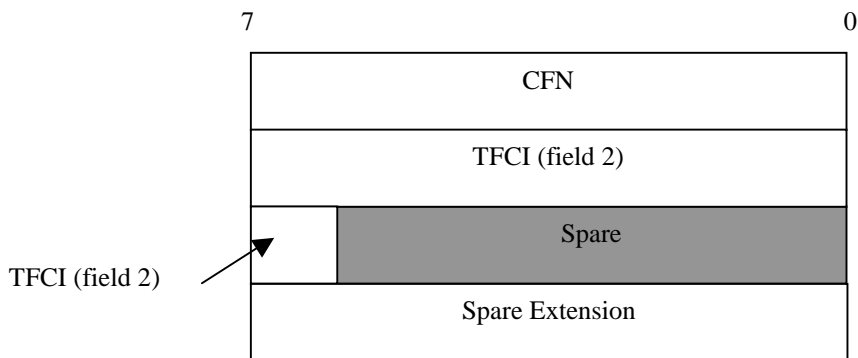 7 0
CFN
TFCI (field 2)
Spare
TFCI (field 2)
Spare Extension